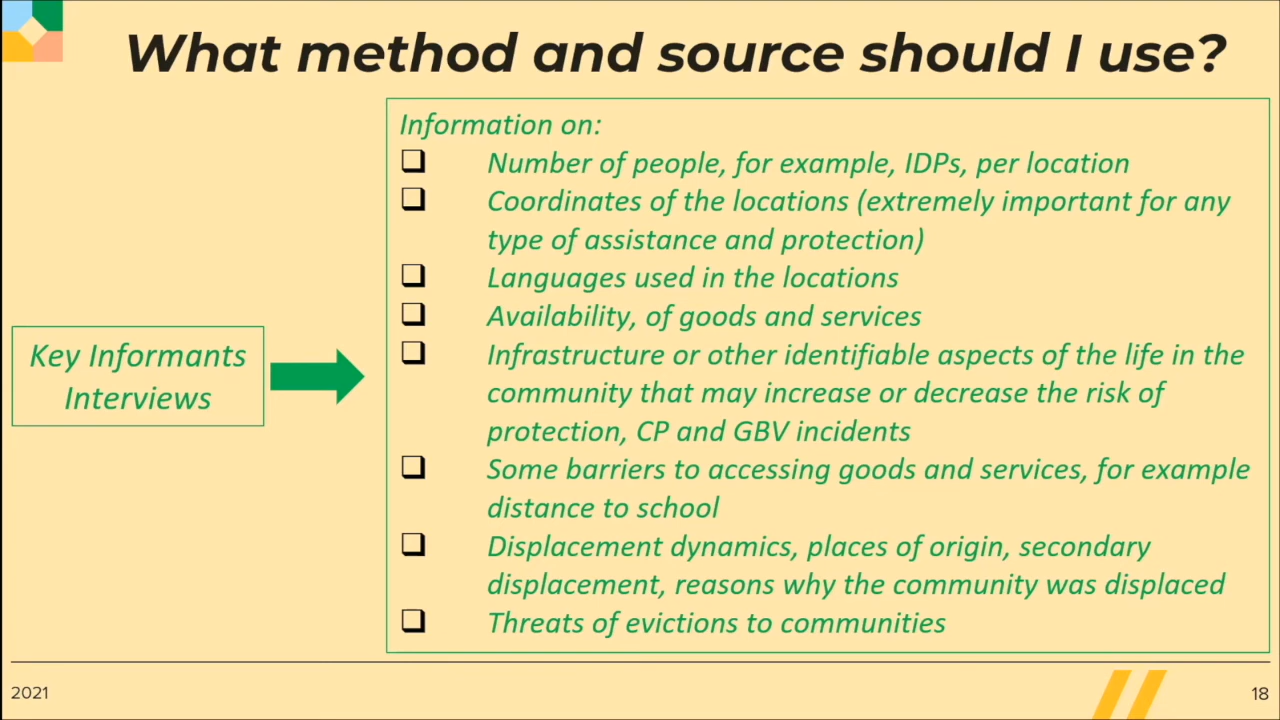 What method and source should I use?
Information on:
❑ Number of people, for example, IDPs, per location
❑ Coordinates of the locations (extremely important for any
type of assistance and protection)
❑ Languages used in the locations
❑ Availability, of goods and services
❑ Infrastructure or other identifiable aspects of the life in the
community that may increase or decrease the risk of
protection, CP and GBV incidents
❑ Some barriers to accessing goods and services, for example
distance to school
❑ Displacement dynamics, places of origin, secondary
displacement, reasons why the community was displaced
❑ Threats of evictions to communities
Key Informants
Interviews
2021
18